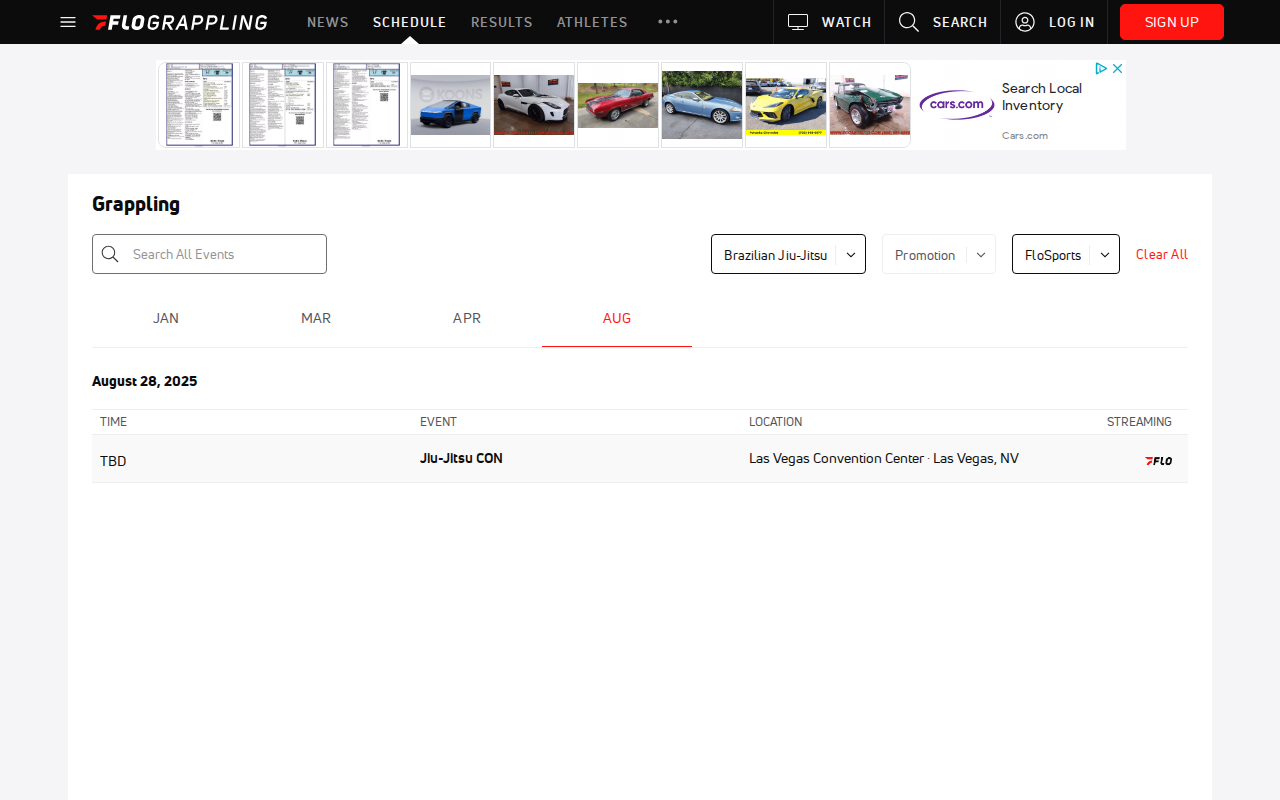 FLOGRAPPLING NEWS SCHEDULE RESULTS ATHLETES WATCH SEARCH LOG IN SIGN UP
cars.com
Search Local
Inventory
Cars.com
Grappling
Search All Events Brazilian Jiu-Jitsu Promotion FloSports Clear All
JAN MAR APR AUG
August 28, 2025
TIME EVENT LOCATION STREAMING
TBD Jiu-Jitsu CON Las Vegas Convention Center · Las Vegas, NV FLO